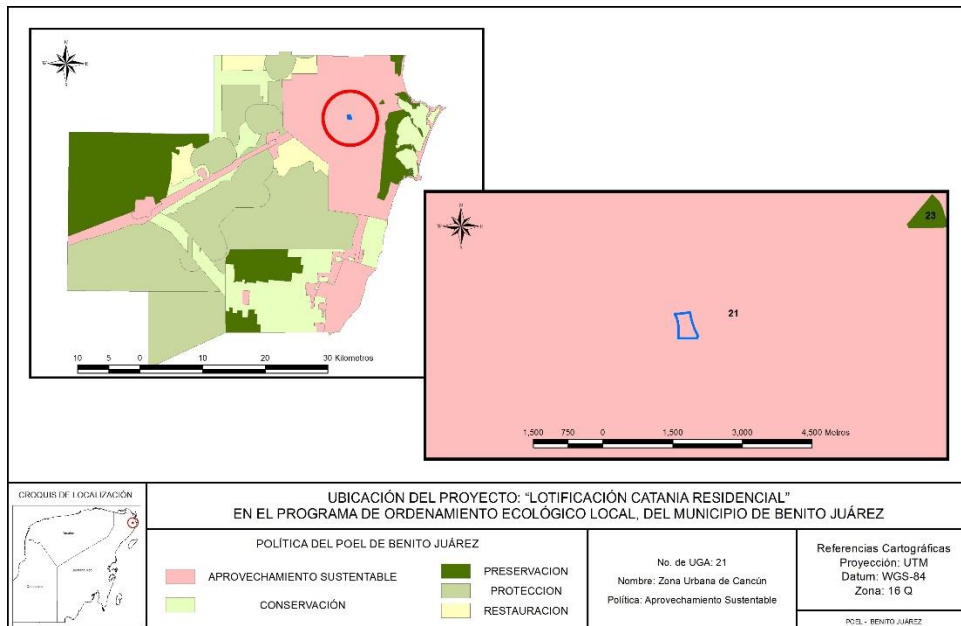 10 5 0 10 20 30 Kilometros
23
21
1,500 750 0 1,500 3,000 4,500 Metros
CROQUIS DE LOCALIZACIÓN
UBICACIÓN DEL PROYECTO: “LOTIFICACIÓN CATANIA RESIDENCIAL”
EN EL PROGRAMA DE ORDENAMIENTO ECOLÓGICO LOCAL, DEL MUNICIPIO DE BENITO JUÁREZ
POLÍTICA DEL POEL DE BENITO JUÁREZ
APROVECHAMIENTO SUSTENTABLE
CONSERVACIÓN
PRESERVACION
PROTECCION
RESTAURACION
No. de UGA: 21
Nombre: Zona Urbana de Cancún
Política: Aprovechamiento Sustentable
Referencias Cartográficas
Proyección: UTM
Datum: WGS-84
Zona: 16 Q
POEL - BENITO JUÁREZ